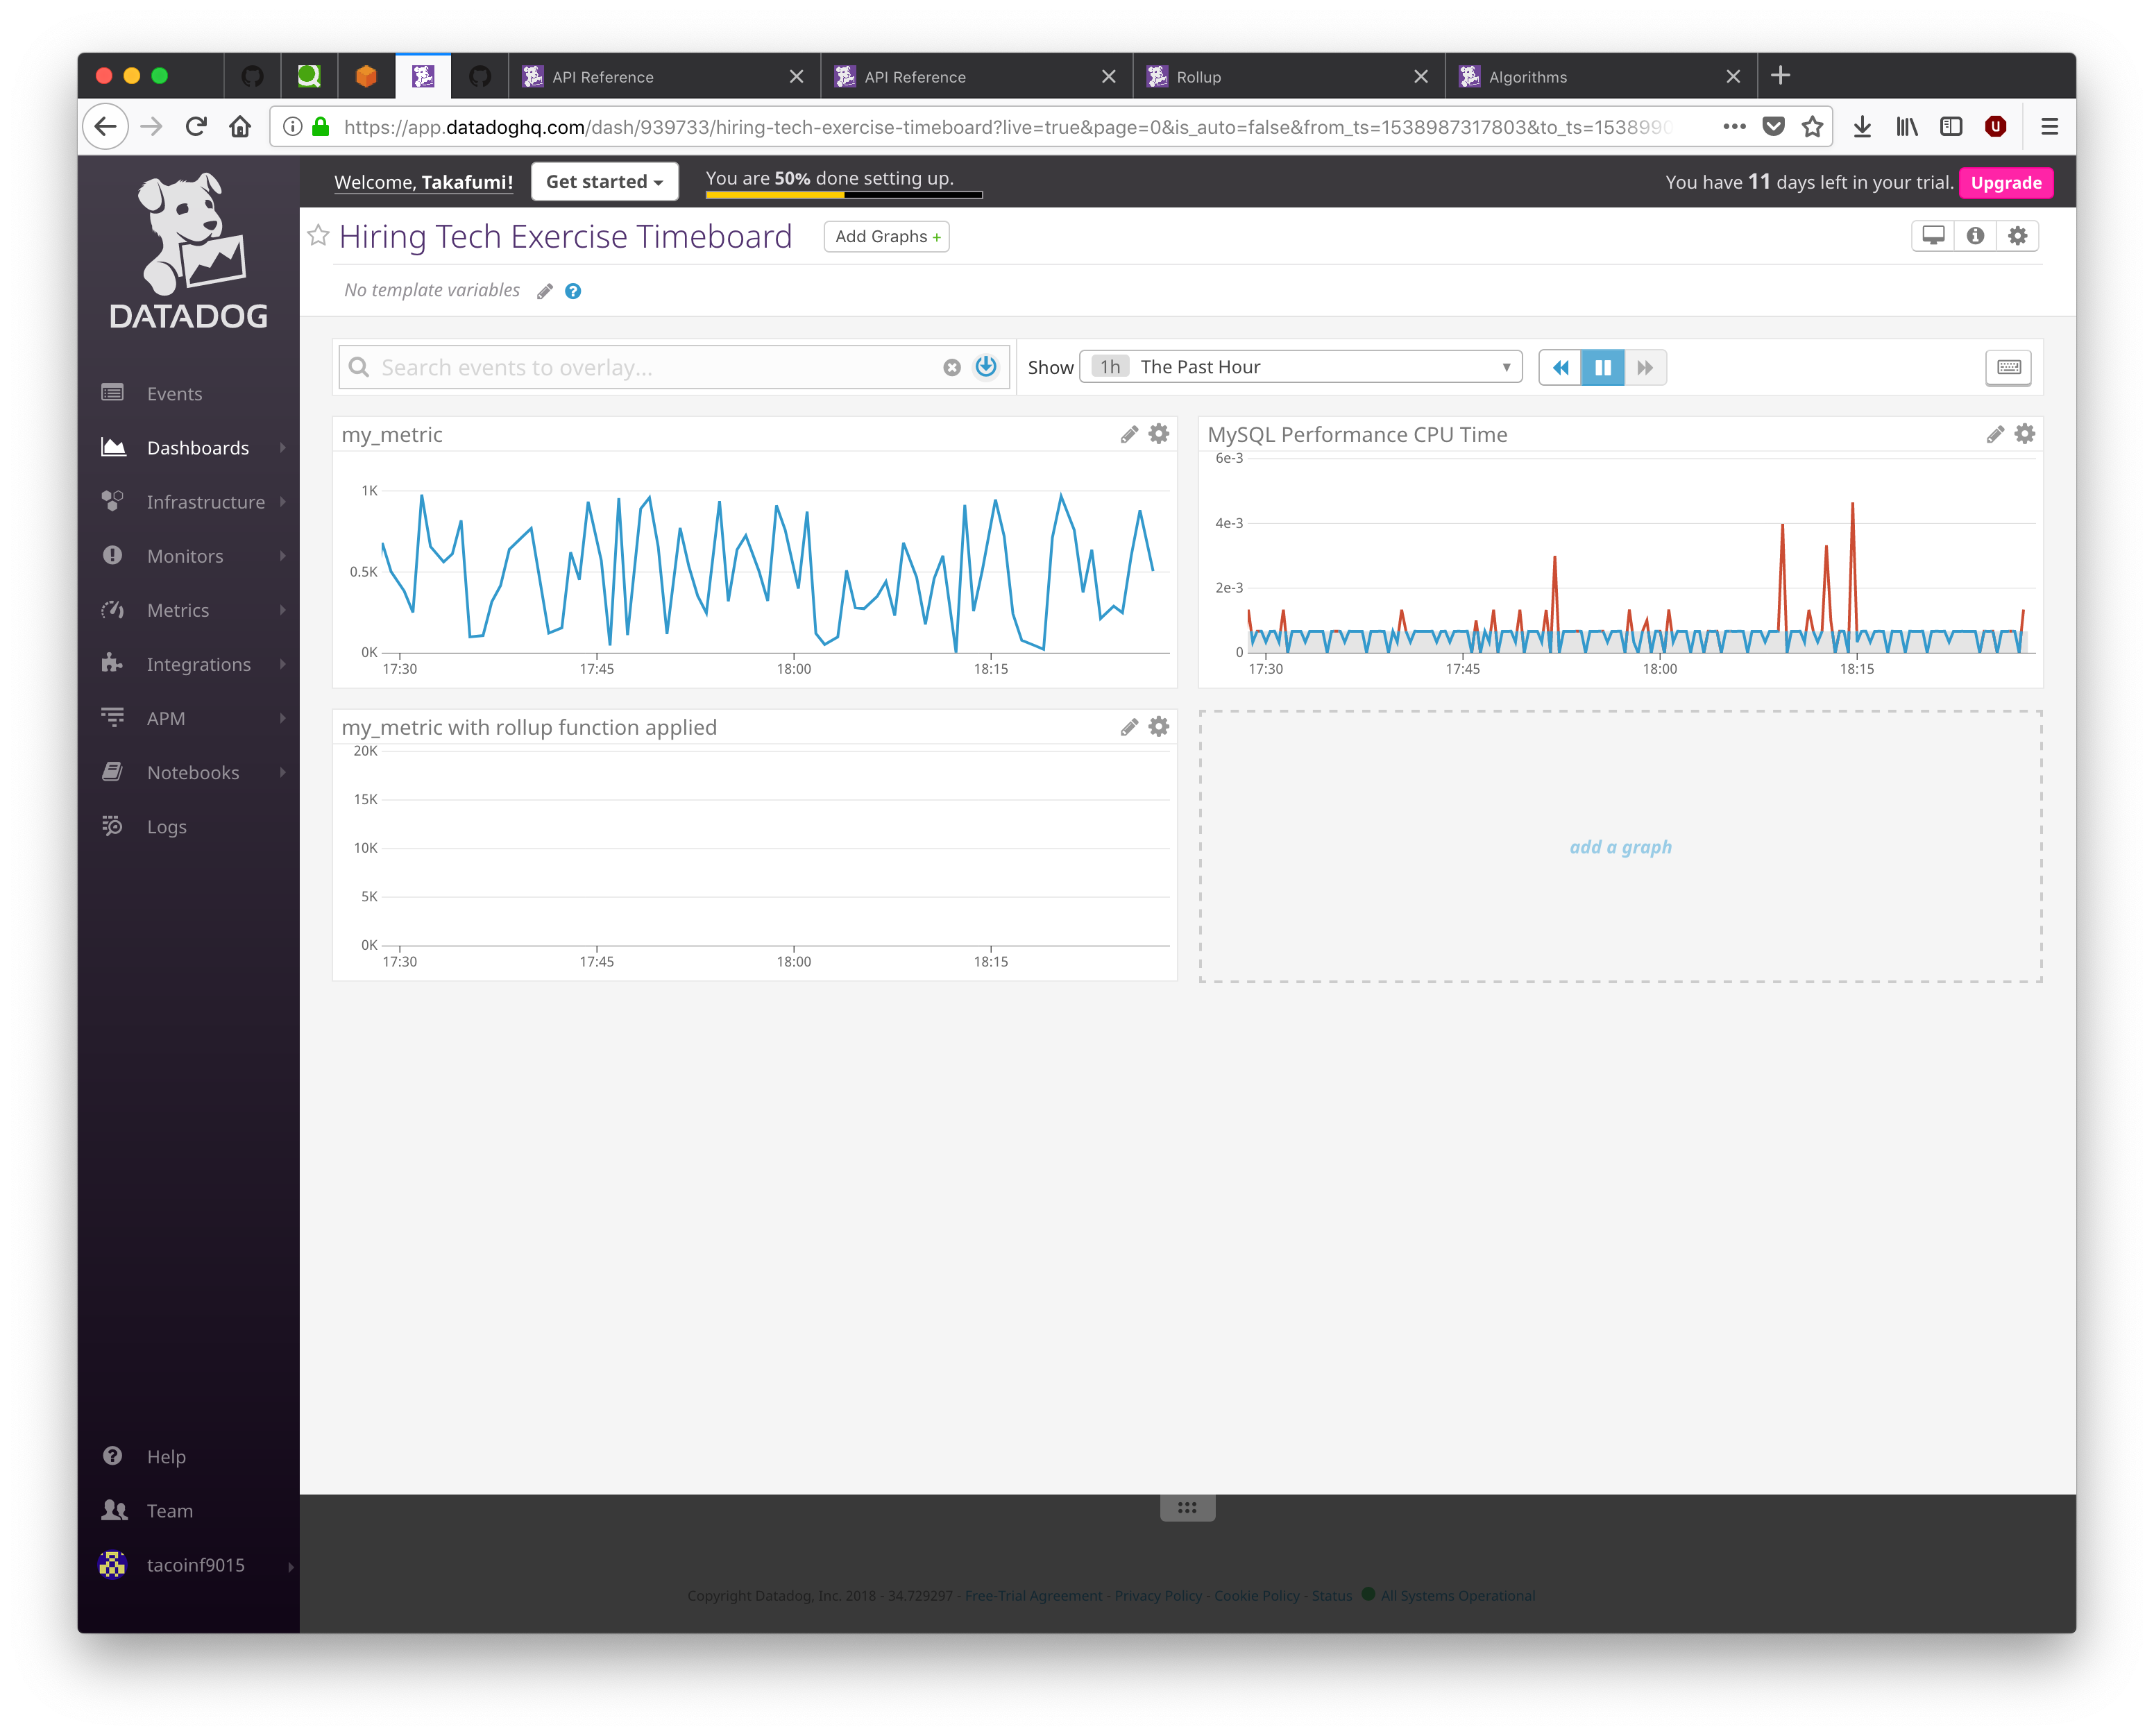 API Reference
API Reference
Rollup
Algorithms
https://app.datadoghq.com/dash/939733/hiring-tech-exercise-timeboard?live=true&page=0&is_auto=false&from_ts=1538987317803&to_ts=1538990
Welcome, Takafumi!
Get started
You are 50% done setting up.
You have 11 days left in your trial.
Upgrade
DATADOG
Hiring Tech Exercise Timeboard
Add Graphs +
No template variables
Search events to overlay...
Show
1h The Past Hour
Events
Dashboards
Infrastructure
Monitors
Metrics
Integrations
APM
Notebooks
Logs
my_metric
1K
0.5K
0K
17:30 17:45 18:00 18:15
MySQL Performance CPU Time
6e-3
4e-3
2e-3
0
17:30 17:45 18:00 18:15
my_metric with rollup function applied
20K
15K
10K
5K
0K
17:30 17:45 18:00 18:15
add a graph
Help
Team
tacoinf9015
Copyright Datadog, Inc. 2018 - 34.729297 - Free-Trial Agreement - Privacy Policy - Cookie Policy - Status All Systems Operational